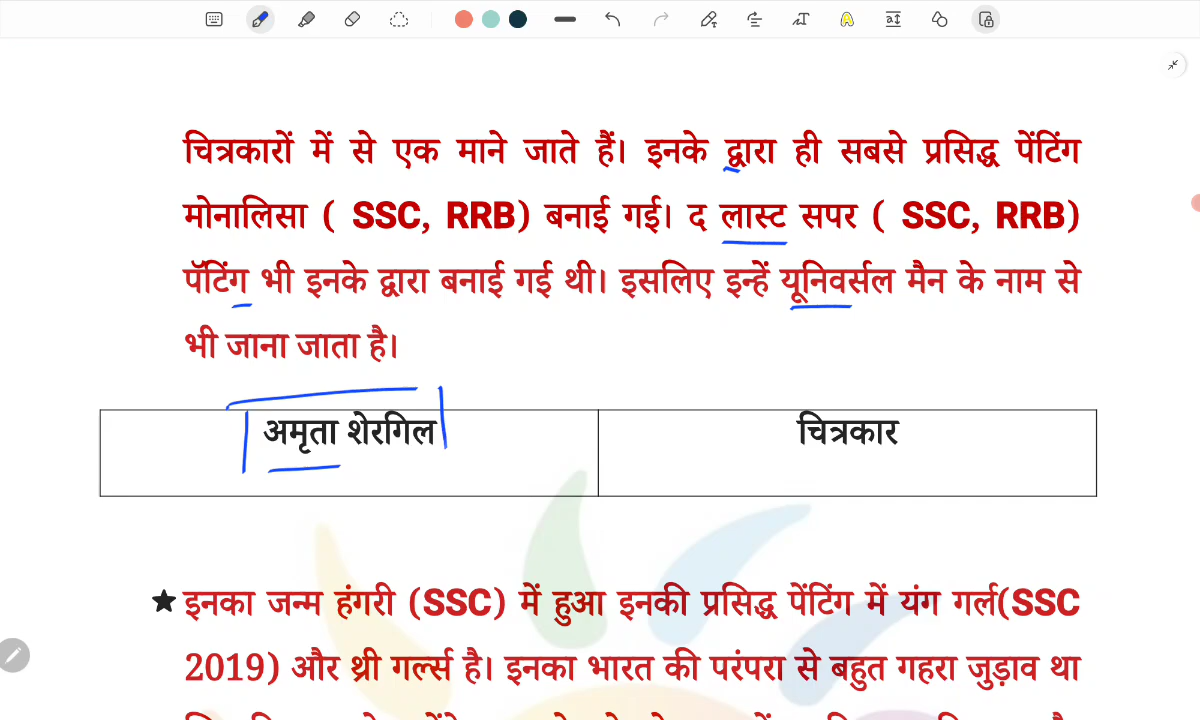 चित्रकारों में से एक माने जाते हैं। इनके द्वारा ही सबसे प्रसिद्ध पेंटिंग
मोनालिसा ( SSC, RRB) बनाई गई। द लास्ट सपर ( SSC, RRB)
पॅटिंग भी इनके द्वारा बनाई गई थी। इसलिए इन्हें यूनिवर्सल मैन के नाम से
भी जाना जाता है।
अमृता शेरगिल चित्रकार
★ इनका जन्म हंगरी (SSC) में हुआ इनकी प्रसिद्ध पेंटिंग में यंग गर्ल(SSC
2019) और थ्री गर्ल्स है। इनका भारत की परंपरा से बहुत गहरा जुड़ाव था